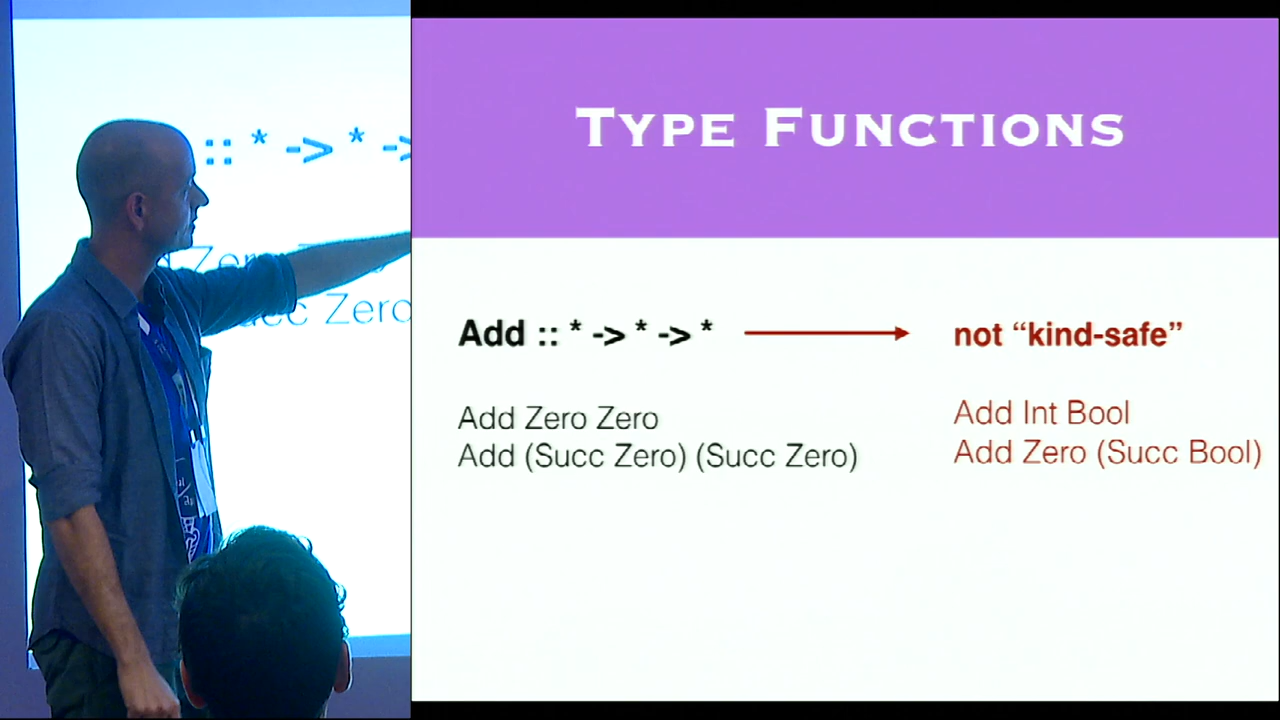 :: * -> * ->
Zero
Succ Zero
TYPE FUNCTIONS
Add :: * -> * -> *
not “kind-safe”
Add Zero Zero
Add (Succ Zero) (Succ Zero)
Add Int Bool
Add Zero (Succ Bool)